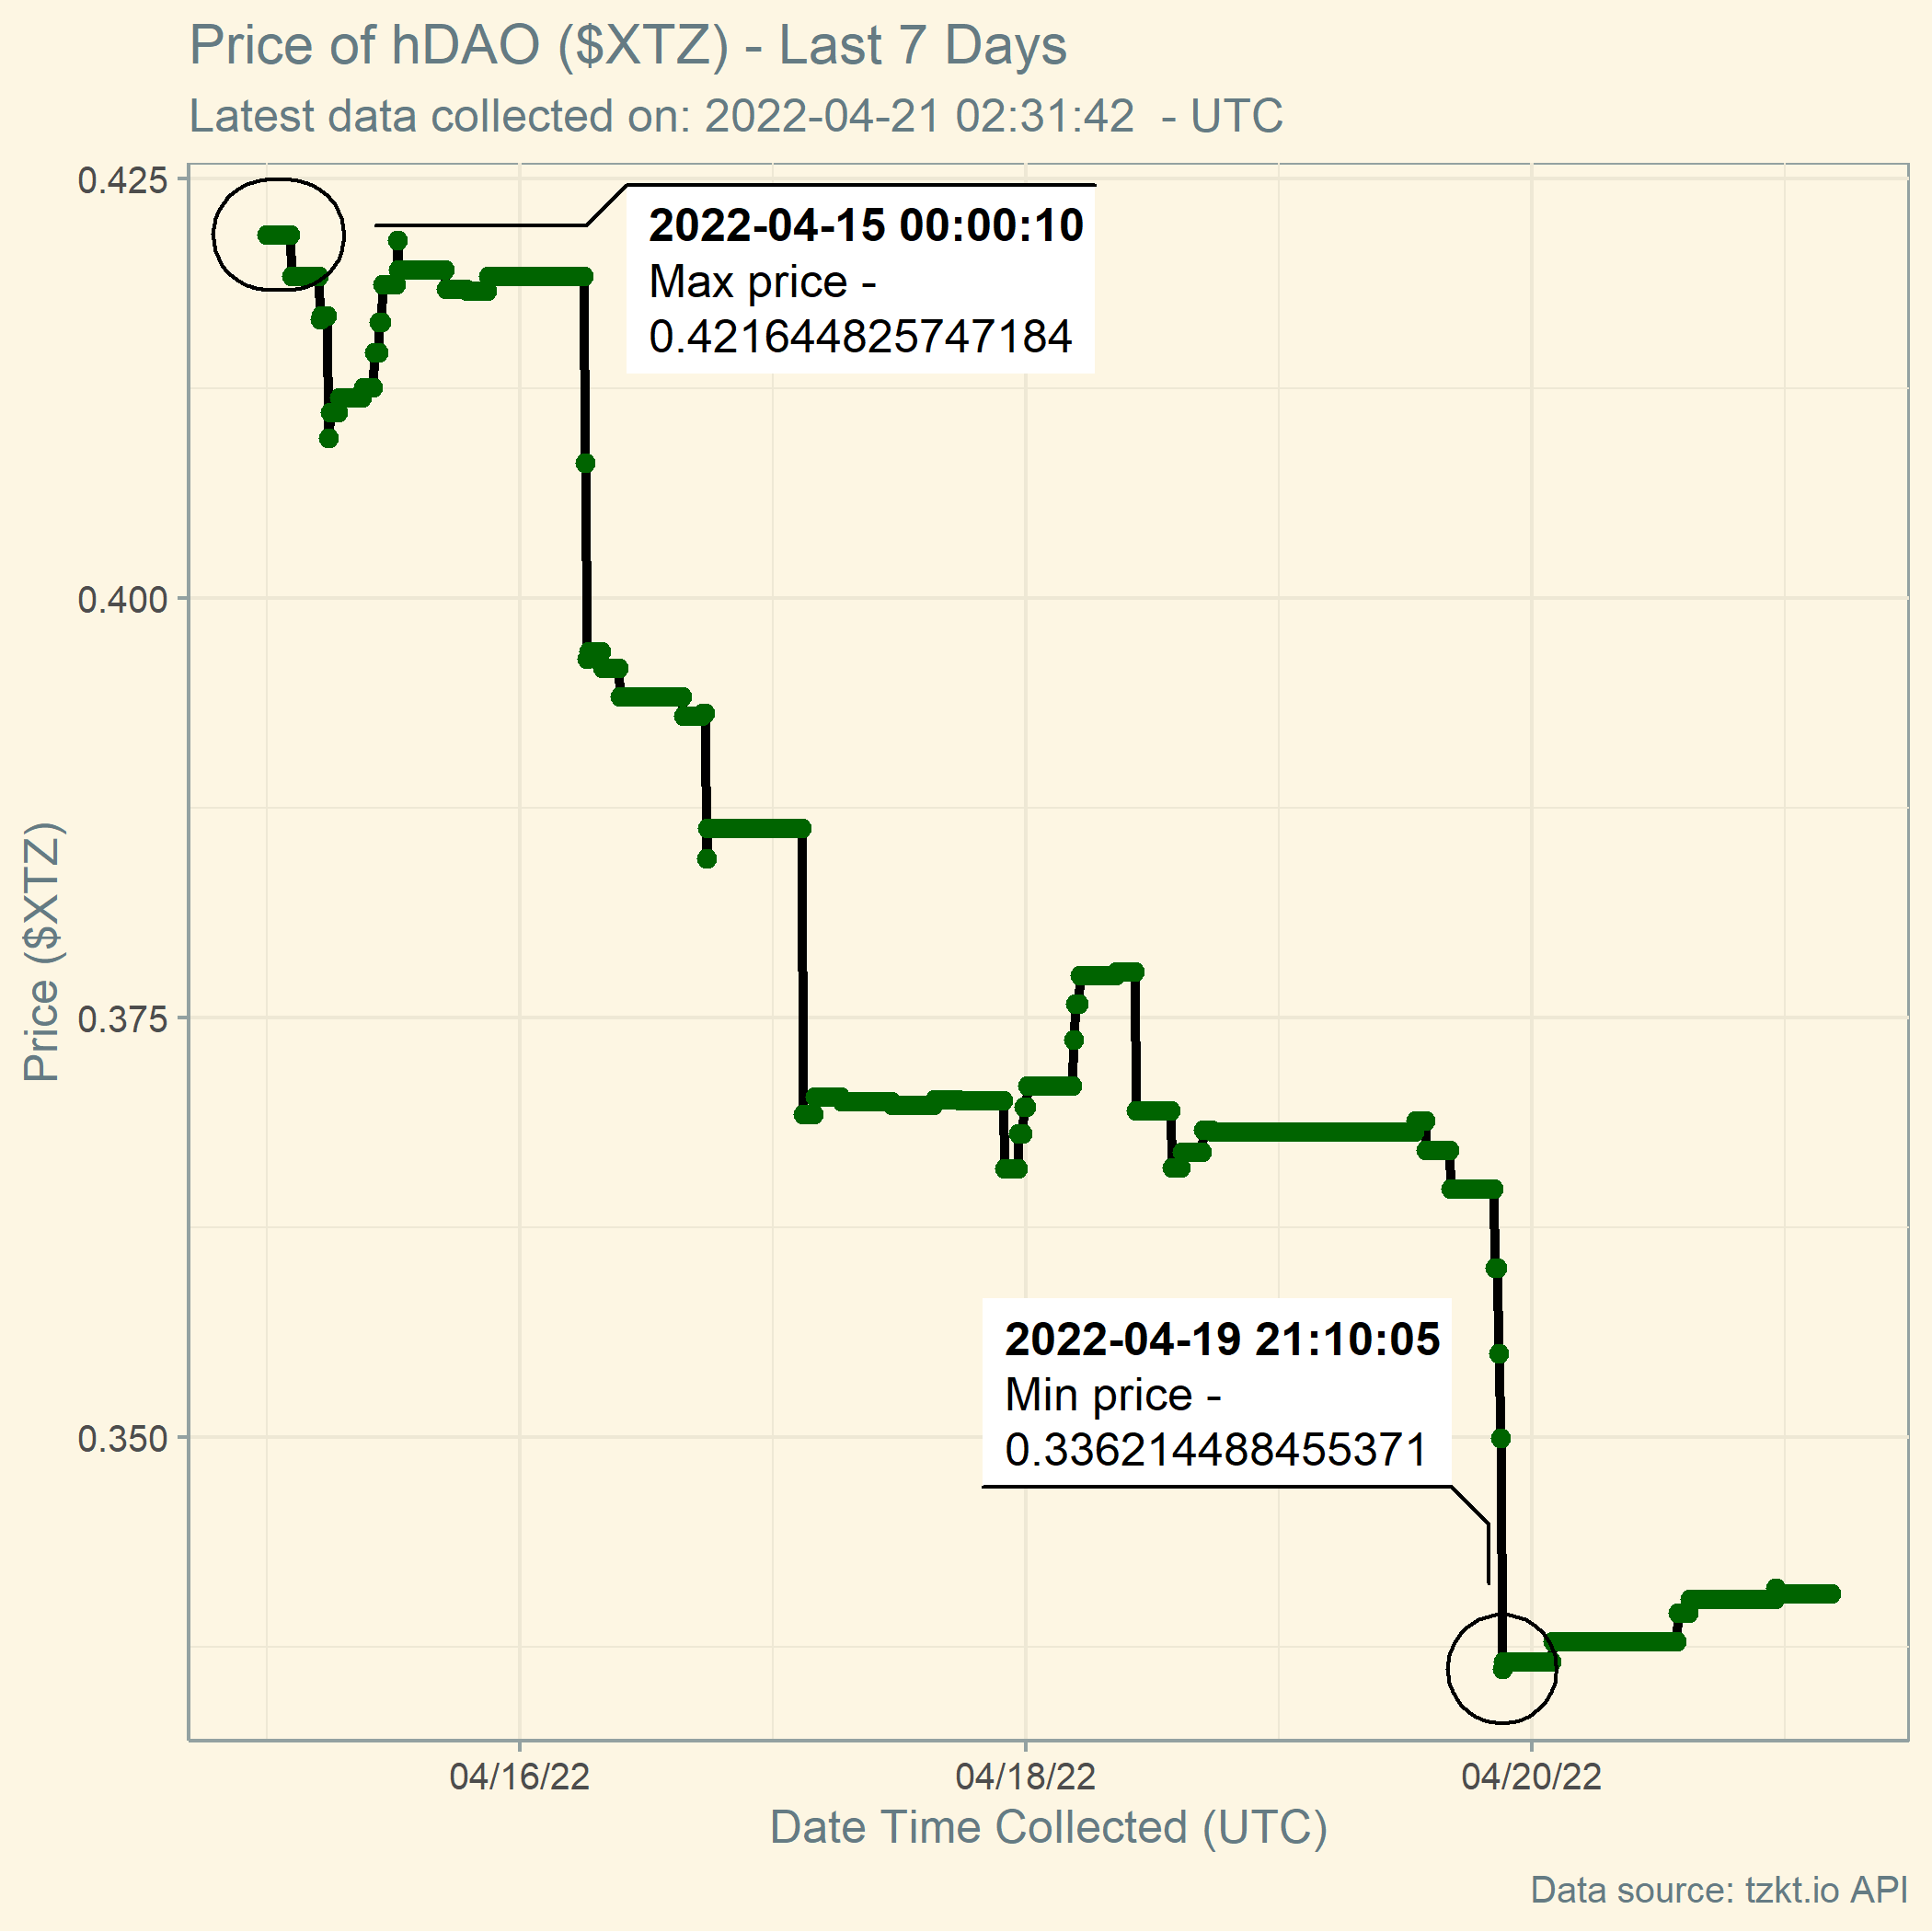 Price of hDAO ($XTZ) - Last 7 Days
Latest data collected on: 2022-04-21 02:31:42  - UTC
0.425
2022-04-15 00:00:10
Max price -
0.421644825747184
0.400
Price ($XTZ)
0.375
2022-04-19 21:10:05
Min price -
0.336214488455371
0.350
04/16/22
04/18/22
04/20/22
Date Time Collected (UTC)
Data source: tzkt.io API